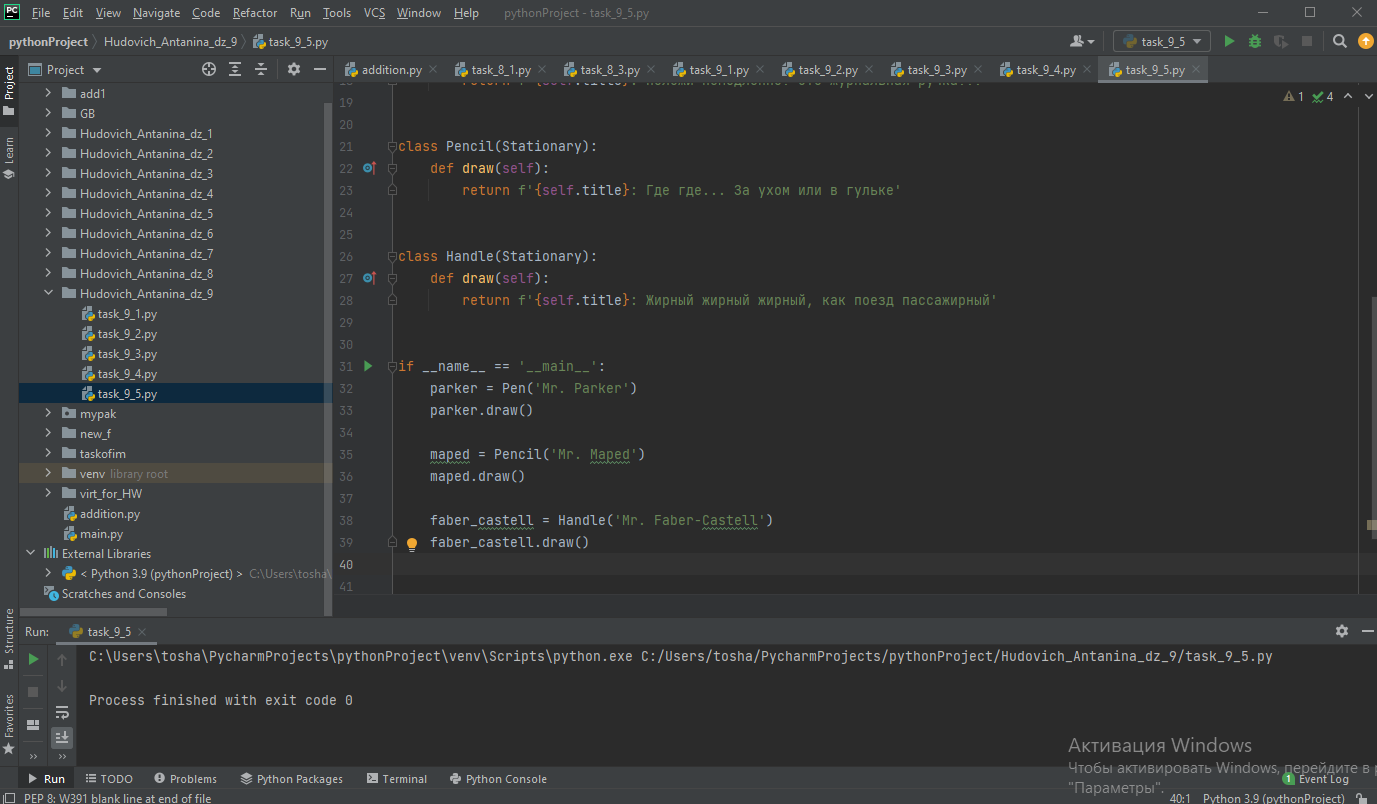 File Edit View Navigate Code Refactor Run Tools VCS Window Help pythonProject - task_9_5.py
pythonProject Hudovich_Antanina_dz_9 task_9_5.py task_9_5
Project addition.py task_8_1.py task_8_3.py task_9_1.py task_9_2.py task_9_3.py task_9_4.py task_9_5.py
Project
Learn
Structure
Favorites
add1
GB
Hudovich_Antanina_dz_1
Hudovich_Antanina_dz_2
Hudovich_Antanina_dz_3
Hudovich_Antanina_dz_4
Hudovich_Antanina_dz_5
Hudovich_Antanina_dz_6
Hudovich_Antanina_dz_7
Hudovich_Antanina_dz_8
Hudovich_Antanina_dz_9
task_9_1.py
task_9_2.py
task_9_3.py
task_9_4.py
task_9_5.py
mypak
new_f
taskofim
venv library root
virt_for_HW
addition.py
main.py
External Libraries
< Python 3.9 (pythonProject) > C:\Users\tosha\
Scratches and Consoles
1 4
19
20
21 class Pencil(Stationary):
22 def draw(self):
23 return f'{self.title}: Где где... За ухом или в гульке'
24
25
26 class Handle(Stationary):
27 def draw(self):
28 return f'{self.title}: Жирный жирный жирный, как поезд пассажирный'
29
30
31 if __name__ == '__main__':
32 parker = Pen('Mr. Parker')
33 parker.draw()
34
35 maped = Pencil('Mr. Maped')
36 maped.draw()
37
38 faber_castell = Handle('Mr. Faber-Castell')
39 faber_castell.draw()
40
41
Run: task_9_5
C:\Users\tosha\PycharmProjects\pythonProject\venv\Scripts\python.exe C:/Users/tosha/PycharmProjects/pythonProject/Hudovich_Antanina_dz_9/task_9_5.py
Process finished with exit code 0
Активация Windows
Чтобы активировать Windows, перейдите в
"Параметры".
Run TODO Problems Python Packages Terminal Python Console 1 Event Log
PEP 8: W391 blank line at end of file 40:1 Python 3.9 (pythonProject)